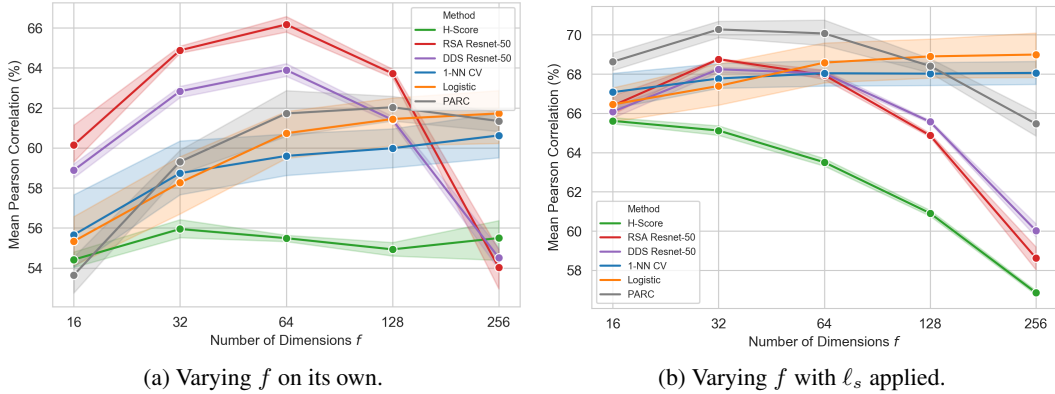 Mean Pearson Correlation (%)
66
64
62
60
58
56
54
16
32
64
128
256
Number of Dimensions f
Method
H-Score
RSA Resnet-50
DDS Resnet-50
1-NN CV
Logistic
PARC
(a) Varying f on its own.
Mean Pearson Correlation (%)
70
68
66
64
62
60
58
Method
H-Score
RSA Resnet-50
DDS Resnet-50
1-NN CV
Logistic
PARC
16
32
64
128
256
Number of Dimensions f
(b) Varying f with ℓs applied.